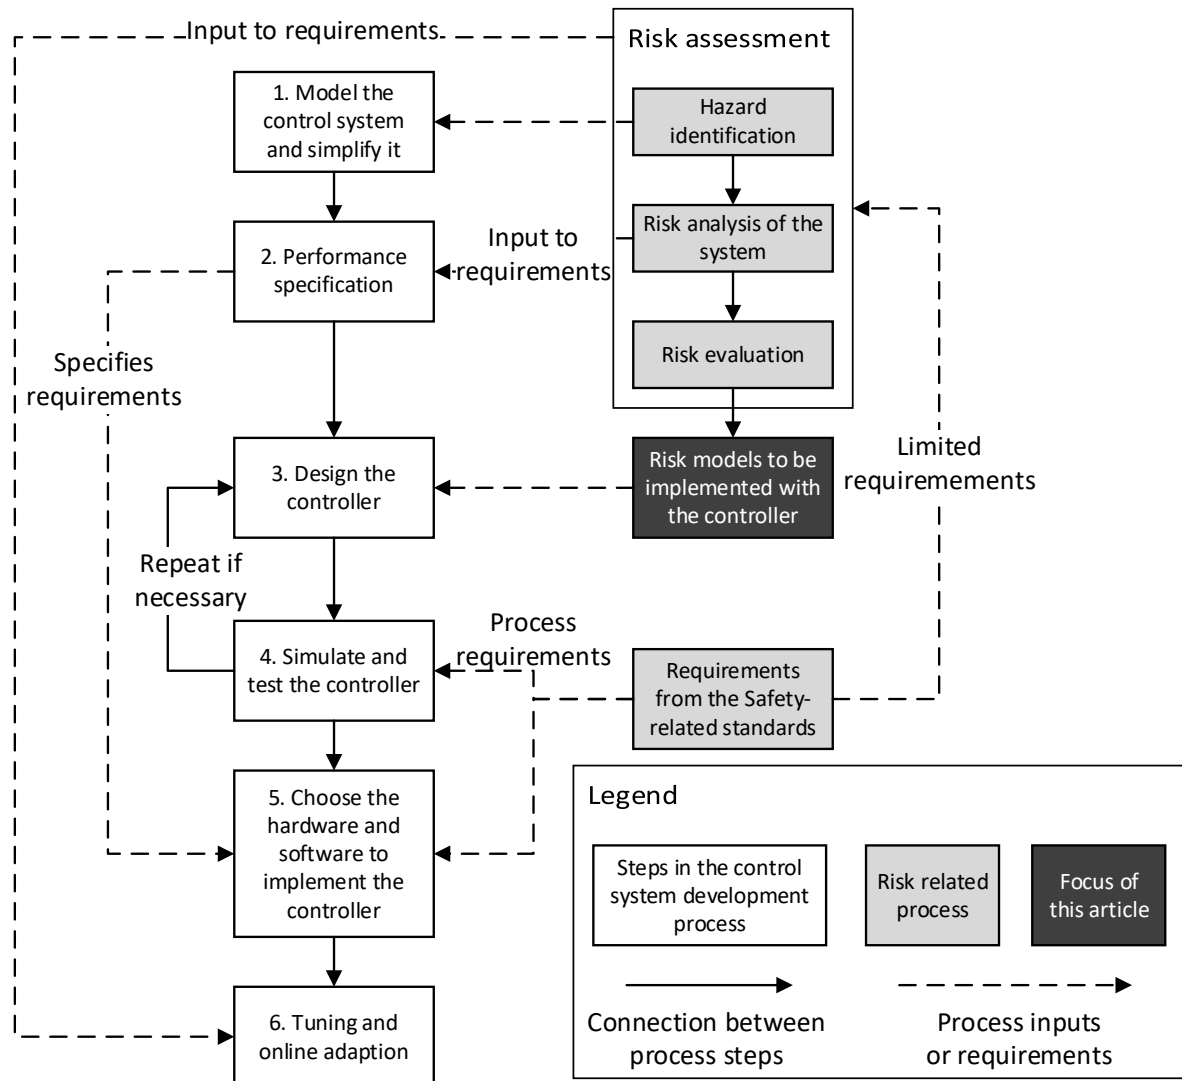 Input to requirements
Risk assessment
1. Model the
control system
and simplify it
Hazard
identification
Risk analysis of the
system
Input to
requirements
2. Performance
specification
Specifies
requirements
Risk evaluation
3. Design the
controller
Risk models to be
implemented with
the controller
Limited
requiremements
Repeat if
necessary
Process
requirements
4. Simulate and
test the controller
Requirements
from the Safety-
related standards
5. Choose the
hardware and
software to
implement the
controller
6. Tuning and
online adaption
Legend
Steps in the control
system development
process
Risk related
process
Focus of
this article
Connection between
process steps
Process inputs
or requirements